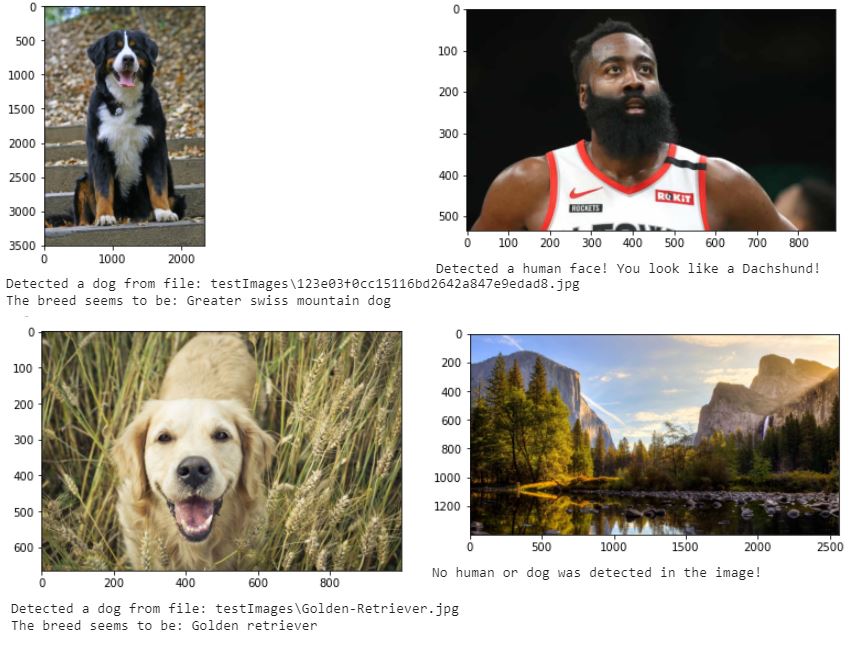 0
500
1000
1500
2000
2500
3000
3500
0 1000 2000
Detected a dog from file: testImages\123e03f0cc15116bd2642a847e9edad8.jpg
The breed seems to be: Greater swiss mountain dog
0
100
200
300
400
500
ROKiT
ROCKETS
0 100 200 300 400 500 600 700 800
Detected a human face! You look like a Dachshund!
0
100
200
300
400
500
600
0 200 400 600 800
Detected a dog from file: testImages\Golden-Retriever.jpg
The breed seems to be: Golden retriever
0
200
400
600
800
1000
1200
0 500 1000 1500 2000 2500
No human or dog was detected in the image!